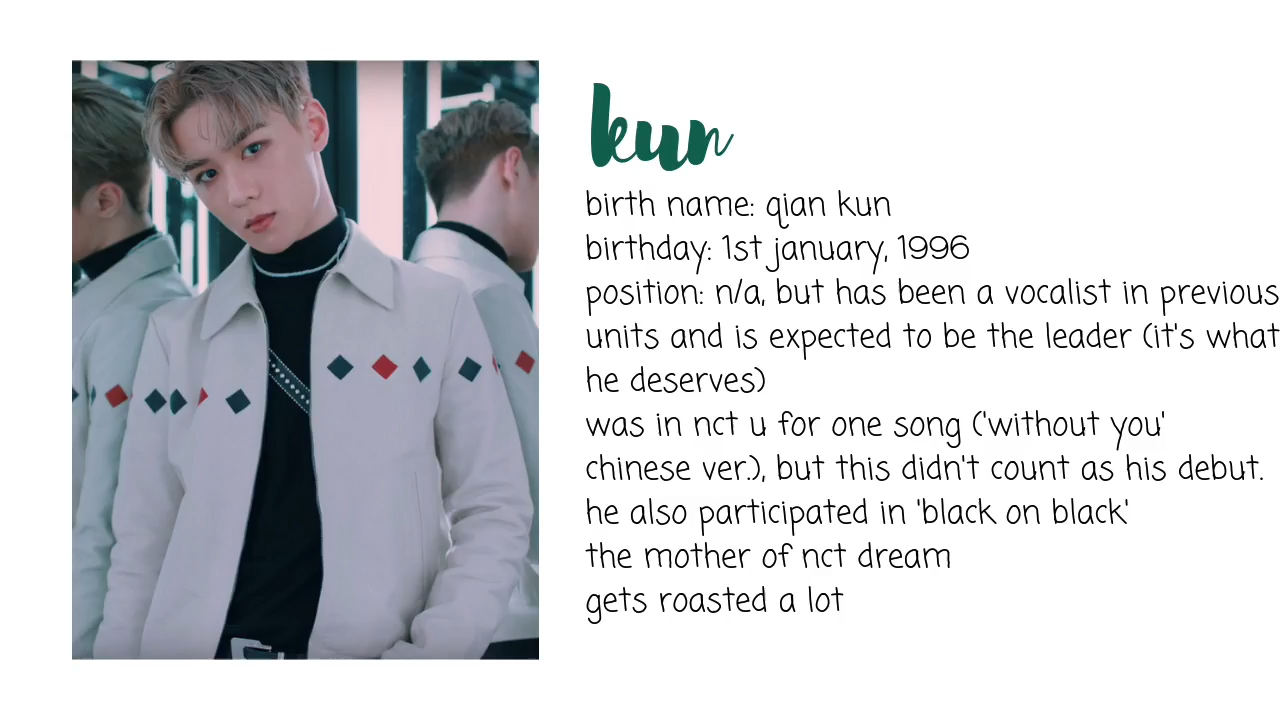 kun
birth name: qian kun
birthday: 1st january, 1996
position: n/a, but has been a vocalist in previous
units and is expected to be the leader (it's what
he deserves)
was in nct u for one song ('without you'
chinese ver.), but this didn't count as his debut.
he also participated in 'black on black'
the mother of nct dream
gets roasted a lot